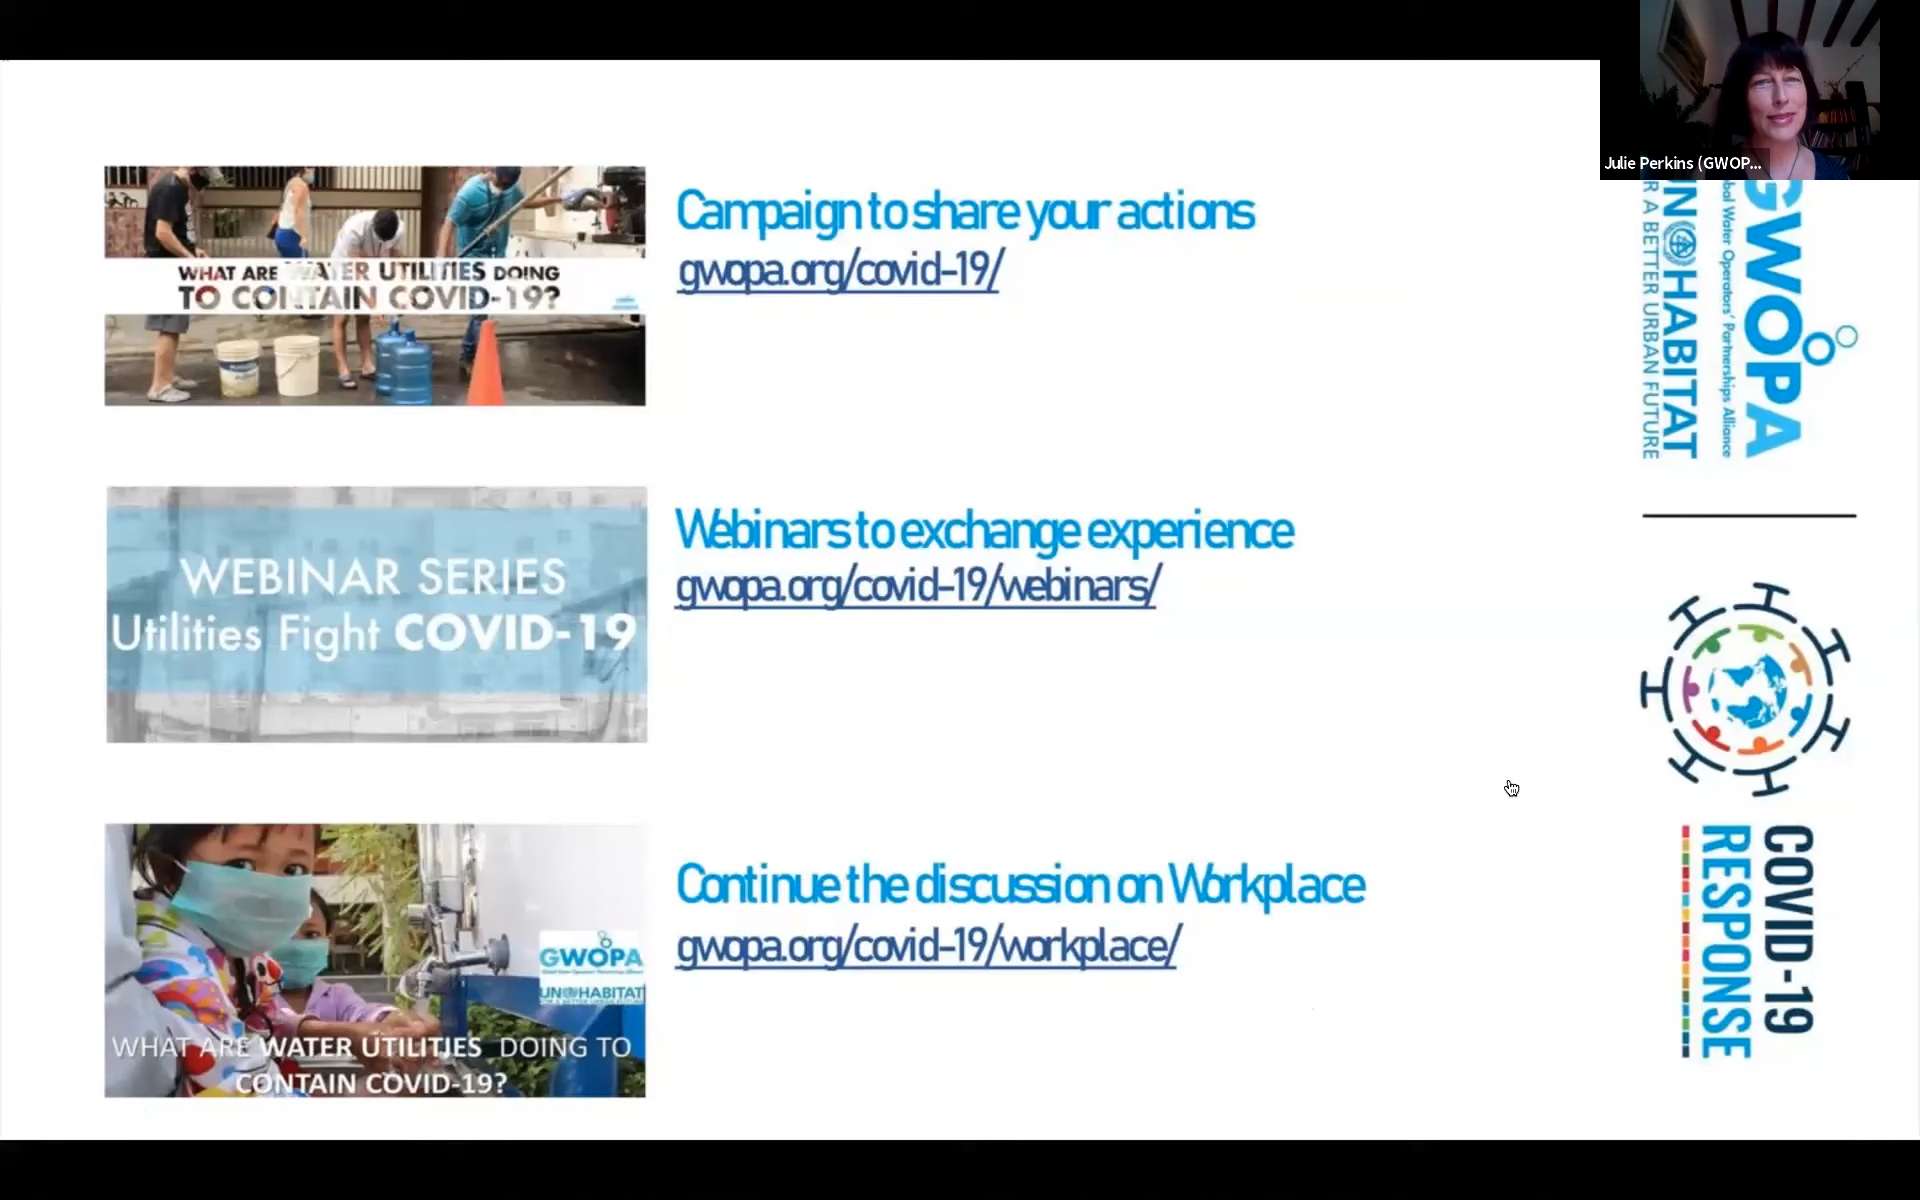 Julie Perkins (GWOP...
WHAT ARE WATER UTILITIES DOING
TO CONTAIN COVID-19?
Campaign to share your actions
gwopa.org/covid-19/
WEBINAR SERIES
Utilities Fight COVID-19
Webinars to exchange experience
gwopa.org/covid-19/webinars/
GWOPA
UN HABITAT
WHAT ARE WATER UTILITIES DOING TO
CONTAIN COVID-19?
Continue the discussion on Workplace
gwopa.org/covid-19/workplace/
GWOPA
Water Operators' Partnerships Alliance
UN HABITAT
A BETTER URBAN FUTURE
COVID-19
RESPONSE